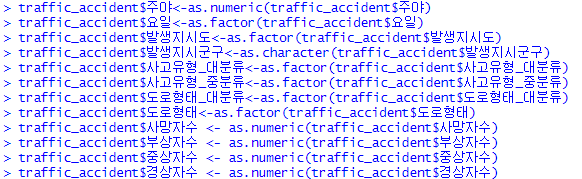 > traffic_accident$주야<-as.numeric(traffic_accident$주야)
> traffic_accident$요일<-as.factor(traffic_accident$요일)
> traffic_accident$발생지시도<-as.factor(traffic_accident$발생지시도)
> traffic_accident$발생지시군구<-as.character(traffic_accident$발생지시군구)
> traffic_accident$사고유형_대분류<-as.factor(traffic_accident$사고유형_대분류)
> traffic_accident$사고유형_중분류<-as.factor(traffic_accident$사고유형_중분류)
> traffic_accident$도로형태_대분류<-as.factor(traffic_accident$도로형태_대분류)
> traffic_accident$도로형태<-as.factor(traffic_accident$도로형태)
> traffic_accident$사망자수 <- as.numeric(traffic_accident$사망자수)
> traffic_accident$부상자수 <- as.numeric(traffic_accident$부상자수)
> traffic_accident$중상자수 <- as.numeric(traffic_accident$중상자수)
> traffic_accident$경상자수 <- as.numeric(traffic_accident$경상자수)